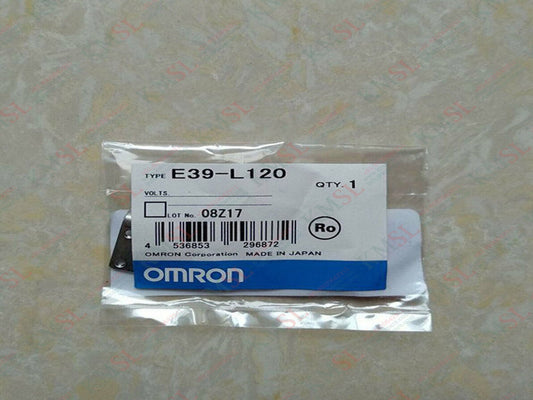 TYPE E39-L120
QTY. 1
VOLTS.
LOT No. 08Z17
Ro
4 536853 296872
OMRON Corporation MADE IN JAPAN
OMRON